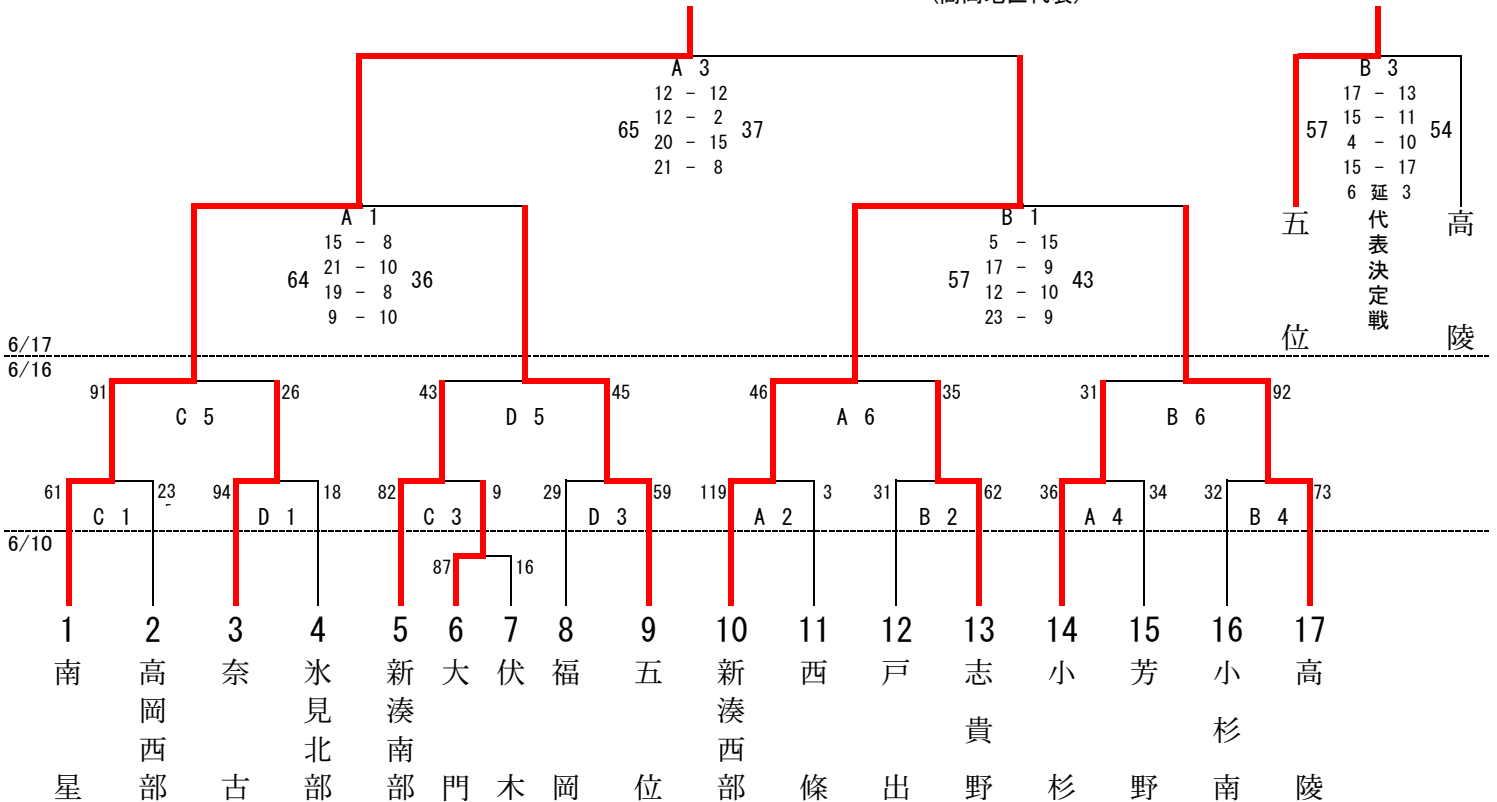 A 3
12 - 12
12 - 2
65 37
20 - 15
21 - 8
B 3
17 - 13
15 - 11
57 54
4 - 10
15 - 17
6 延 3
代表決定戦
五位
高陵
A 1
15 - 8
21 - 10
64 36
19 - 8
9 - 10
B 1
5 - 15
17 - 9
57 43
12 - 10
23 - 9
6/17
6/16
91 26 43 45 46 35 31 92
C 5 D 5 A 6 B 6
61 23 94 18 82 9 29 59 119 3 31 62 36 34 32 73
C 1 D 1 C 3 D 3 A 2 B 2 A 4 B 4
6/10
87 16
1 2 3 4 5 6 7 8 9 10 11 12 13 14 15 16 17
南星
高岡西部
奈古
氷見北部
新湊南部
大門
伏木
福岡
五位
新湊西部
西條
戸出
志貴野
小杉
芳野
小杉南
高陵